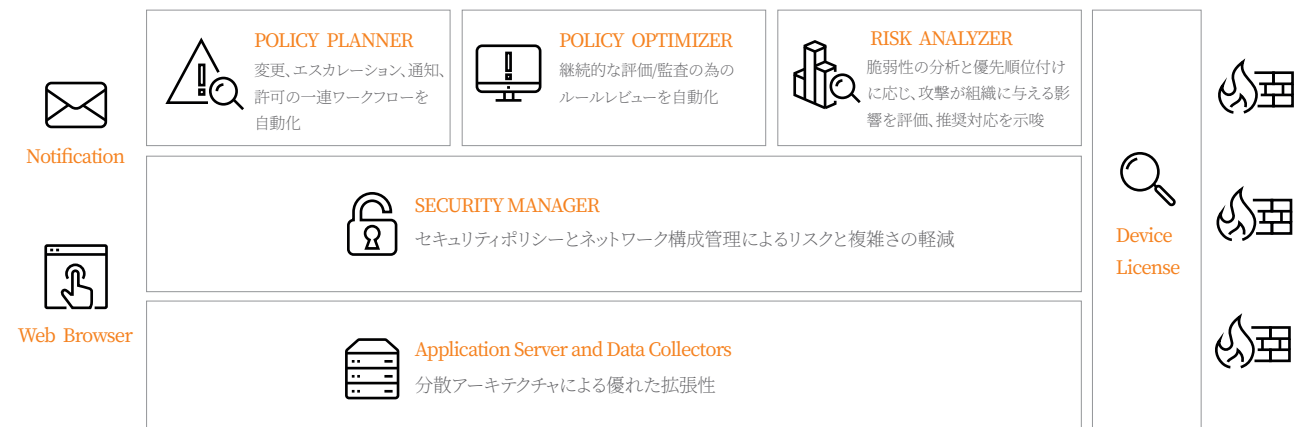 POLICY PLANNER
変更、エスカレーション、通知、
許可の一連ワークフローを
自動化
POLICY OPTIMIZER
継続的な評価/監査の為の
ルールレビューを自動化
RISK ANALYZER
脆弱性の分析と優先順位付け
に応じ、攻撃が組織に与える影
響を評価、推奨対応を示唆
Notification
SECURITY MANAGER
セキュリティポリシーとネットワーク構成管理によるリスクと複雑さの軽減
Device
License
Web Browser
Application Server and Data Collectors
分散アーキテクチャによる優れた拡張性